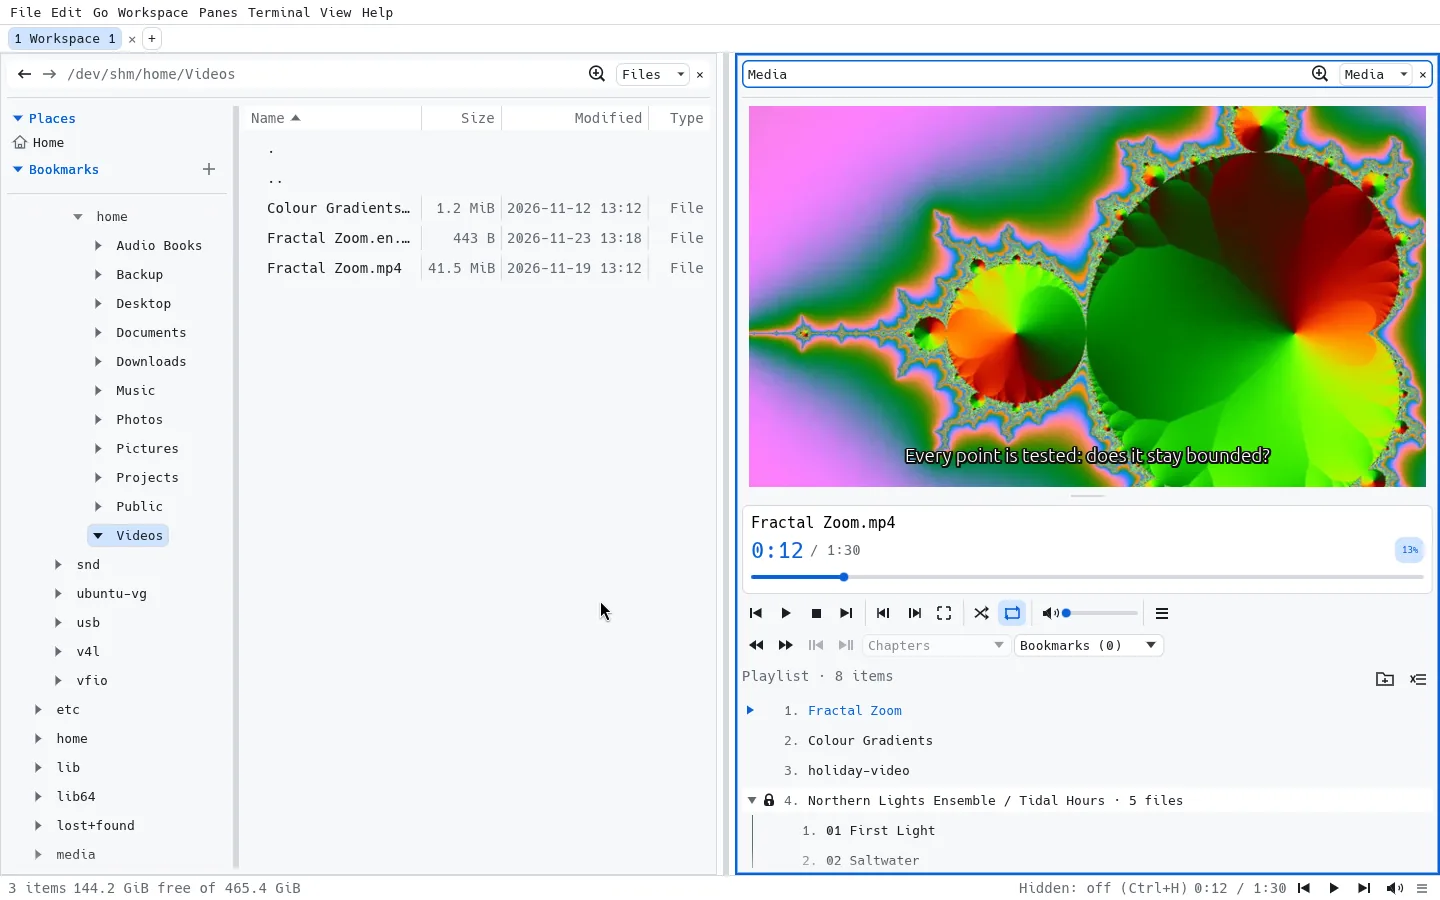 File Edit Go Workspace Panes Terminal View Help
1 Workspace 1 × +
/dev/shm/home/Videos Files ×
Places
Home
Bookmarks
home
Audio Books
Backup
Desktop
Documents
Downloads
Music
Photos
Pictures
Projects
Public
Videos
snd
ubuntu-vg
usb
v4l
vfio
etc
home
lib
lib64
lost+found
media
Name Size Modified Type
.
..
Colour Gradients… 1.2 MiB 2026-11-12 13:12 File
Fractal Zoom.en.… 443 B 2026-11-23 13:18 File
Fractal Zoom.mp4 41.5 MiB 2026-11-19 13:12 File
Media Media ×
Every point is tested: does it stay bounded?
Fractal Zoom.mp4
0:12 / 1:30 13%
Chapters Bookmarks (0)
Playlist · 8 items
1. Fractal Zoom
2. Colour Gradients
3. holiday-video
4. Northern Lights Ensemble / Tidal Hours · 5 files
1. 01 First Light
2. 02 Saltwater
3 items 144.2 GiB free of 465.4 GiB
Hidden: off (Ctrl+H) 0:12 / 1:30